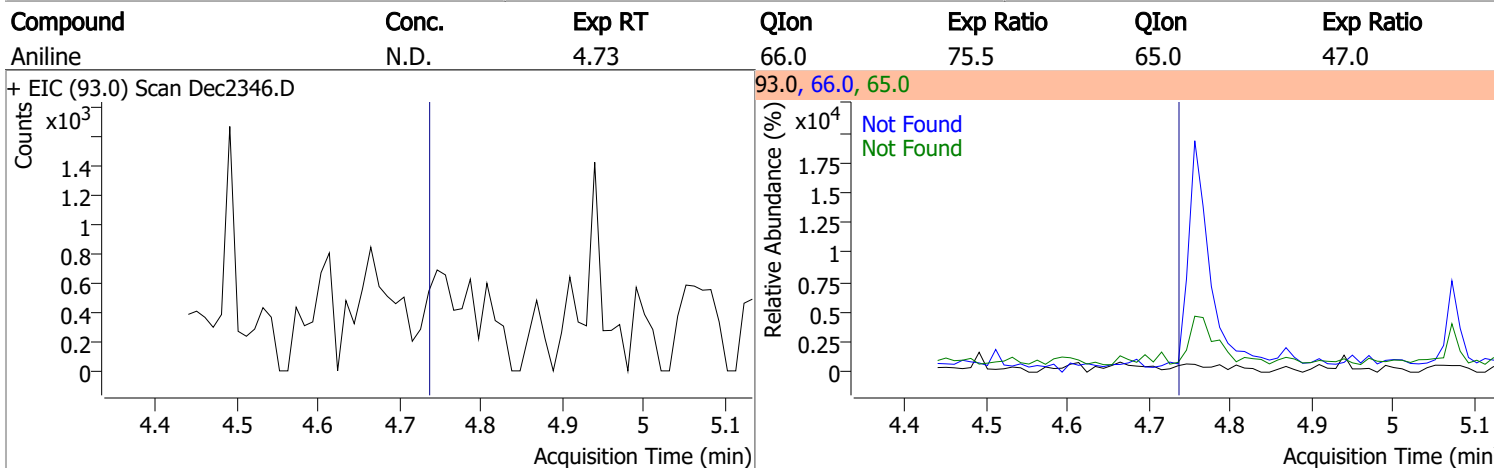 Compound Conc. Exp RT QIon Exp Ratio QIon Exp Ratio
Aniline N.D. 4.73 66.0 75.5 65.0 47.0
+ EIC (93.0) Scan Dec2346.D
Counts
x10³
1.4
1.2
1
0.8
0.6
0.4
0.2
0
4.4 4.5 4.6 4.7 4.8 4.9 5 5.1
Acquisition Time (min)
93.0, 66.0, 65.0
Relative Abundance (%)
x10⁴
Not Found
Not Found
1.75
1.5
1.25
1
0.75
0.5
0.25
0
4.4 4.5 4.6 4.7 4.8 4.9 5 5.1
Acquisition Time (min